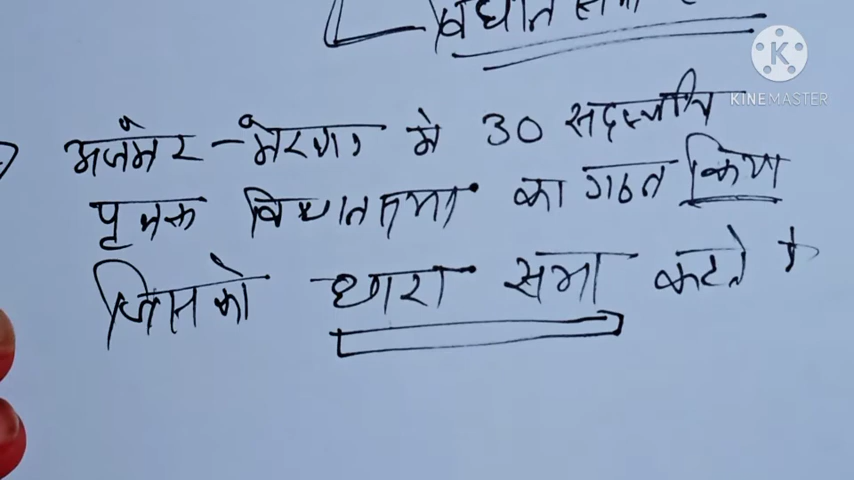 विधान सभा
KINEMASTER
अजमेर - मेरवाड़ा मे 30 सदस्यीय
पृथक विधानसभा का गठन किया
जिसको धारा सभा कहते है